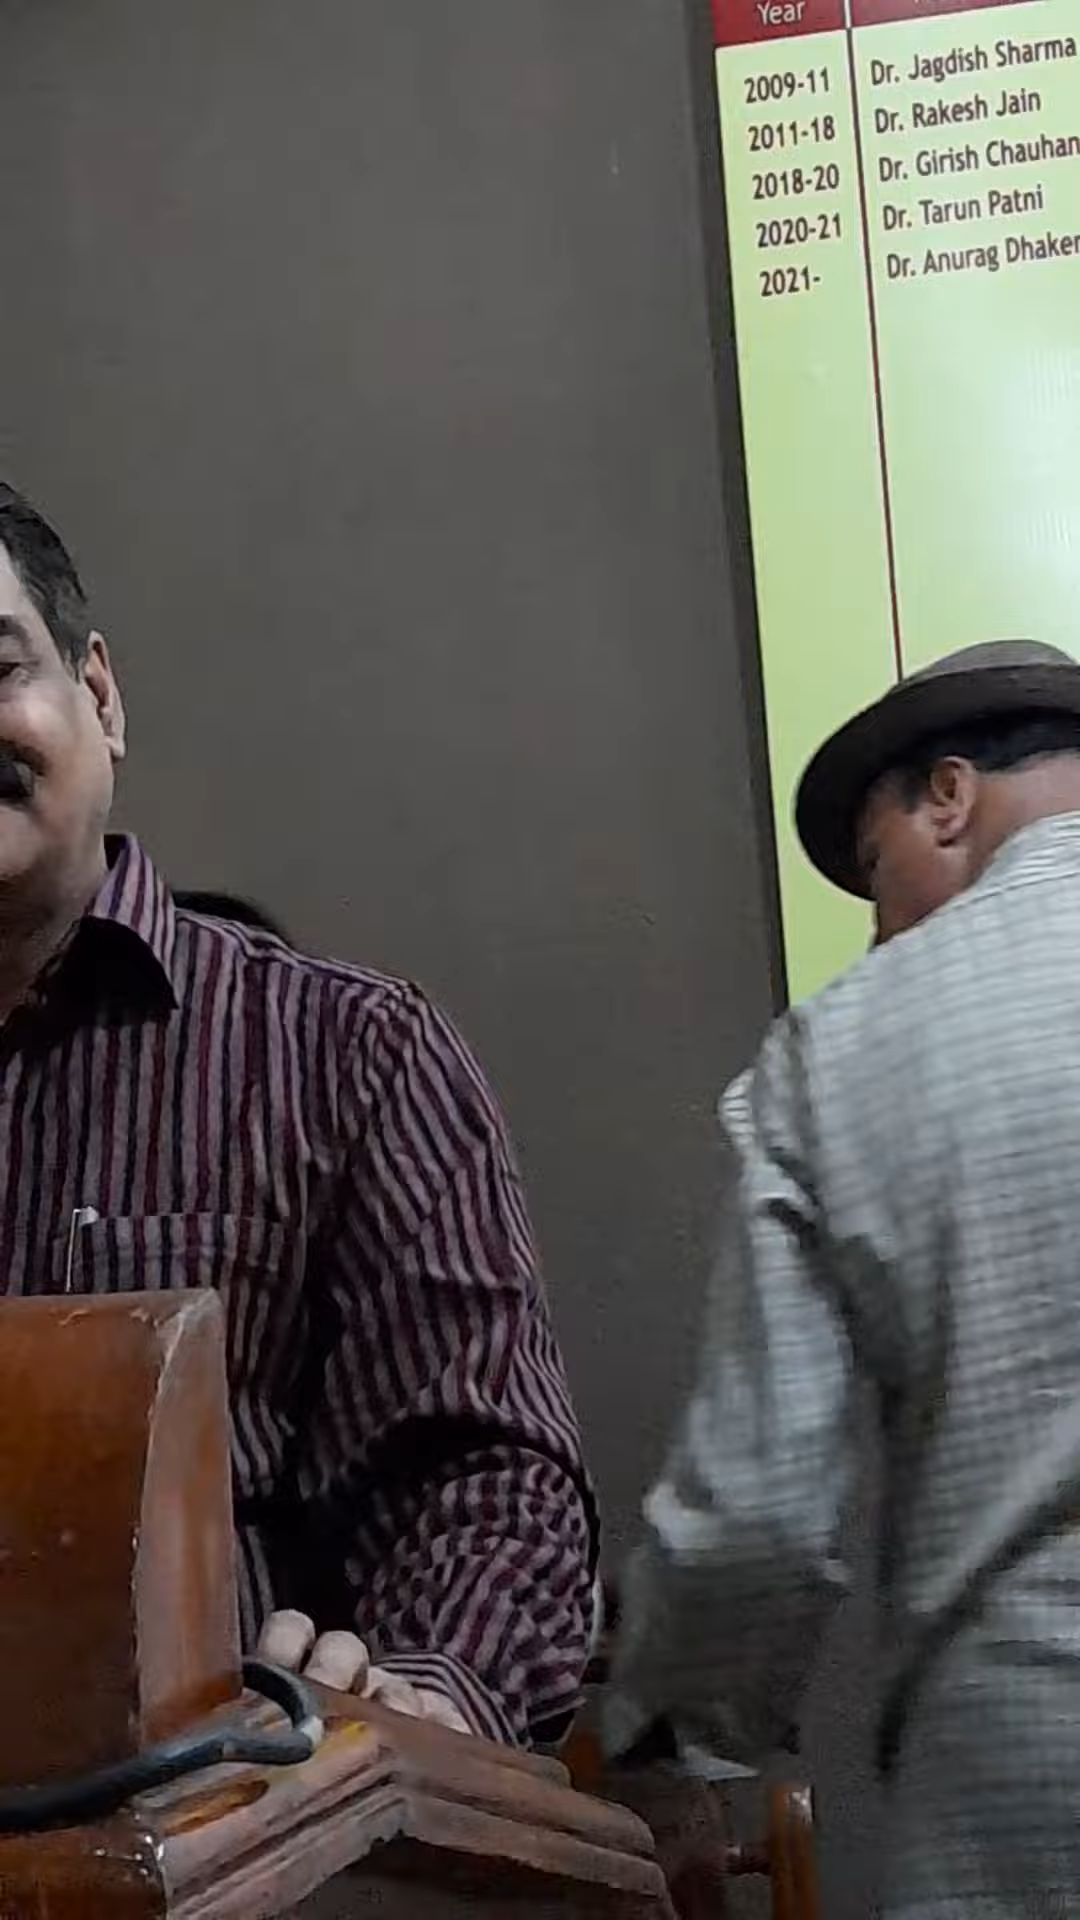 Year
2009-11 Dr. Jagdish Sharma
2011-18 Dr. Rakesh Jain
2018-20 Dr. Girish Chauhan
2020-21 Dr. Tarun Patni
2021- Dr. Anurag Dhaker